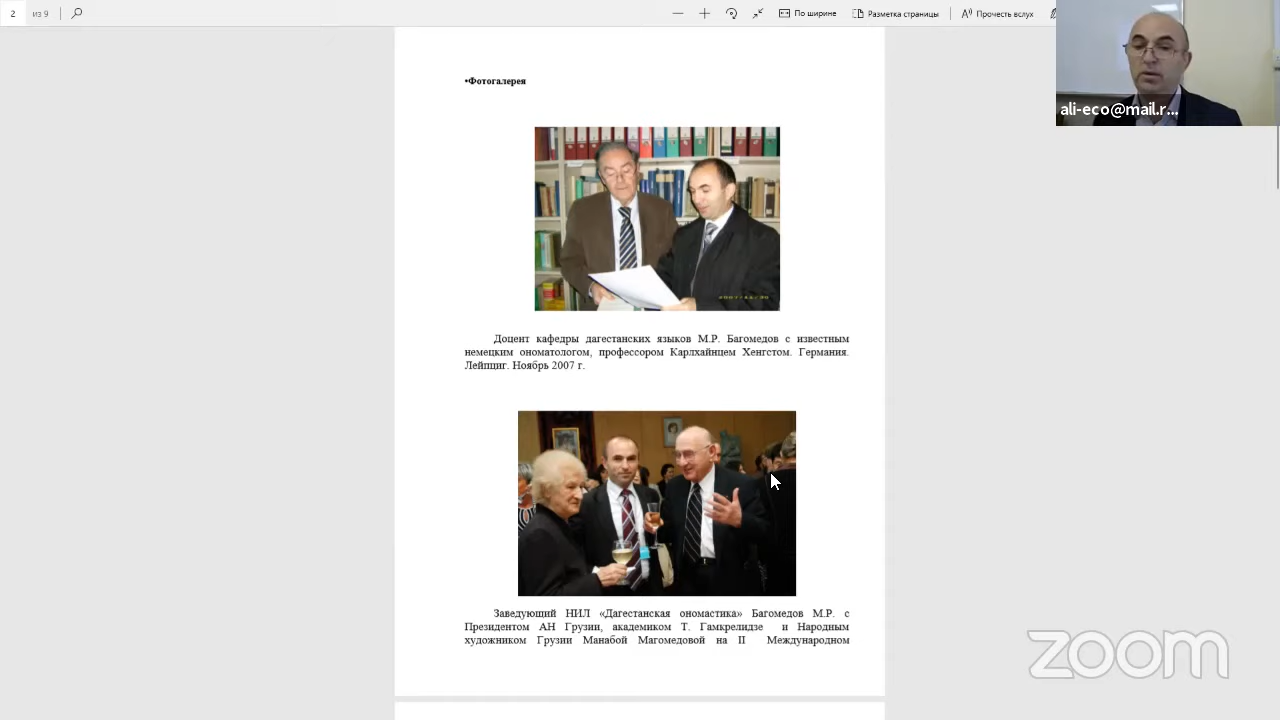 2 из 9
По ширине
Разметка страницы
Прочесть вслух
ali-eco@mail.r...
•Фотогалерея
Доцент кафедры дагестанских языков М.Р. Багомедов с известным
немецким ономатологом, профессором Карлхайнцем Хенгстом. Германия.
Лейпциг. Ноябрь 2007 г.
Заведующий НИЛ «Дагестанская ономастика» Багомедов М.Р. с
Президентом АН Грузии, академиком Т. Гамкрелидзе и Народным
художником Грузии Манабой Магомедовой на II Международном
zoom